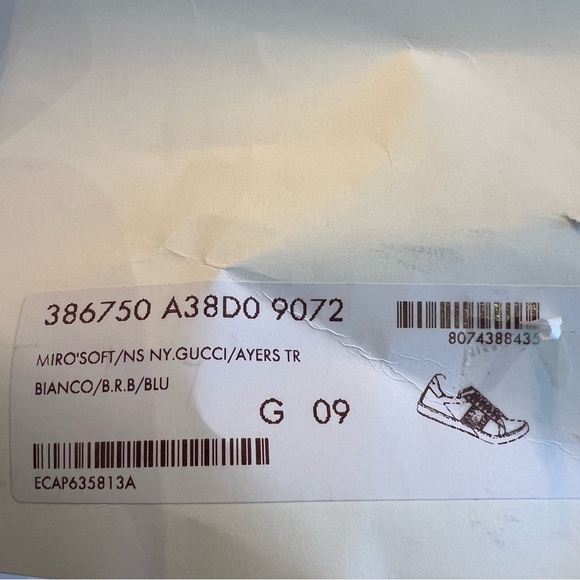 386750 A38D0 9072
8074388435
MIRO'SOFT/NS NY.GUCCI/AYERS TR
BIANCO/B.R.B/BLU
G 09
ECAP635813A